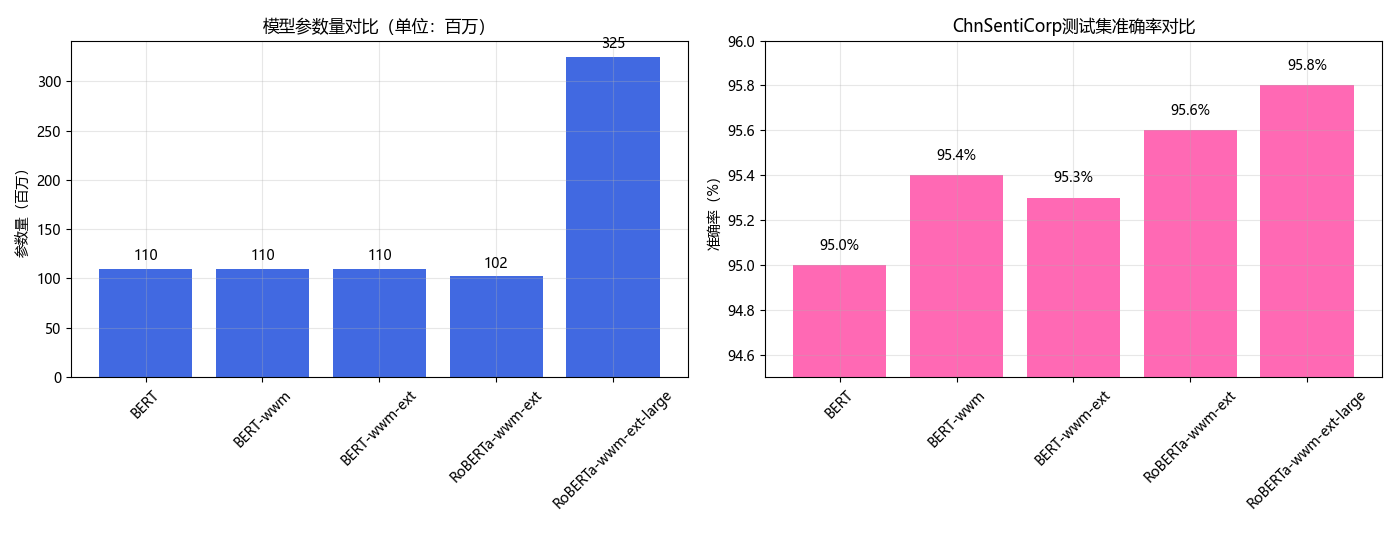 模型参数量对比（单位：百万）
参数量（百万）
300
250
200
150
100
50
0
110
110
110
102
325
BERT
BERT-wwm
BERT-wwm-ext
RoBERTa-wwm-ext
RoBERTa-wwm-ext-large
ChnSentiCorp测试集准确率对比
准确率（%）
96.0
95.8
95.6
95.4
95.2
95.0
94.8
94.6
95.0%
95.4%
95.3%
95.6%
95.8%
BERT
BERT-wwm
BERT-wwm-ext
RoBERTa-wwm-ext
RoBERTa-wwm-ext-large